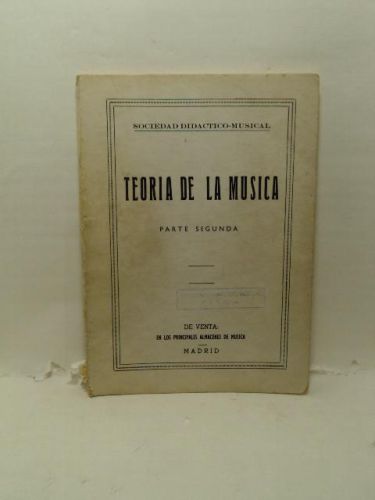 SOCIEDAD DIDACTICO-MUSICAL
TEORIA DE LA MUSICA
PARTE SEGUNDA
DE VENTA:
EN LOS PRINCIPALES ALMACENES DE MUSICA
MADRID